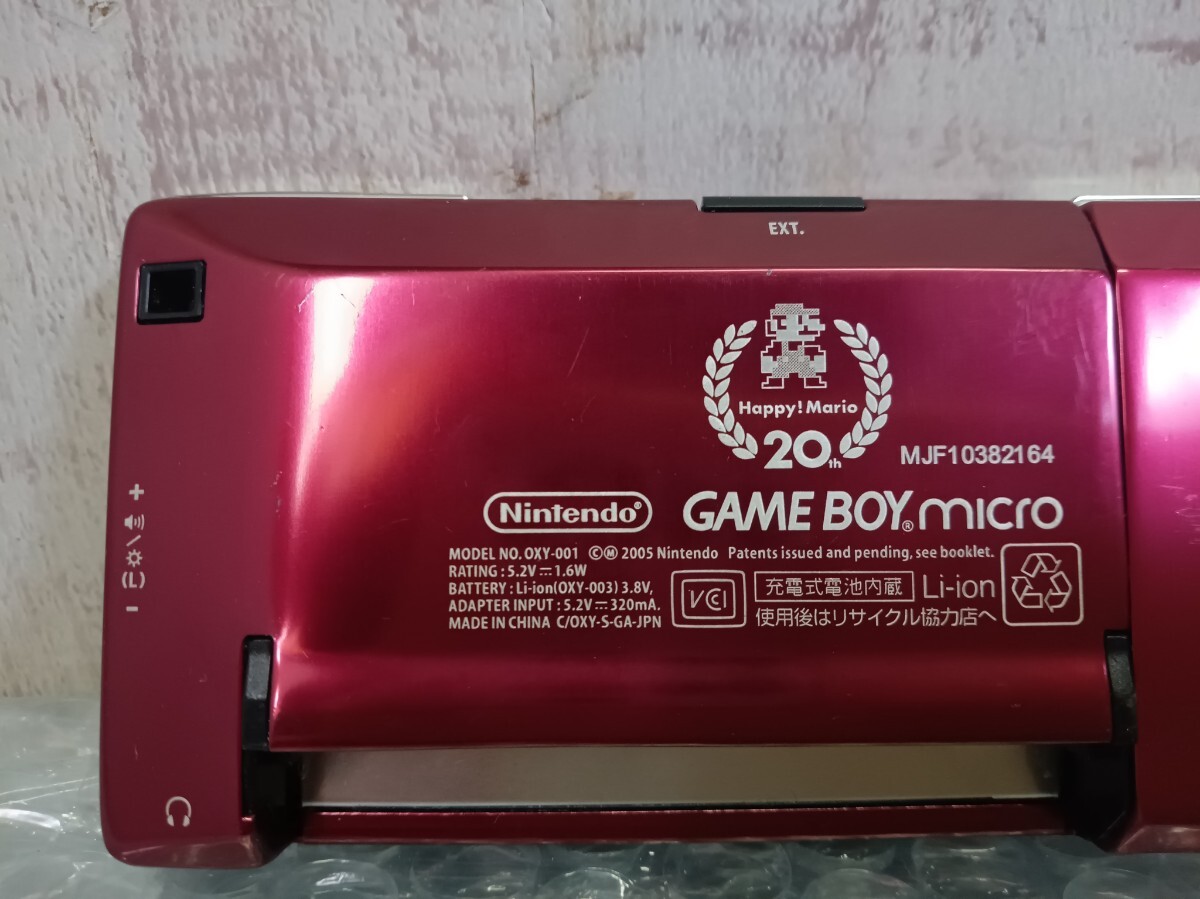 EXT.
Happy! Mario
20th
MJF10382164
Nintendo®
GAME BOY® micro
MODEL NO. OXY-001 ©Ⓜ 2005 Nintendo Patents issued and pending, see booklet.
RATING : 5.2V ⎓ 1.6W
BATTERY : Li-ion(OXY-003) 3.8V,
ADAPTER INPUT : 5.2V ⎓ 320mA.
MADE IN CHINA C/OXY-S-GA-JPN
VCI
充電式電池内蔵 Li-ion
使用後はリサイクル協力店へ
+
/
(L)
−